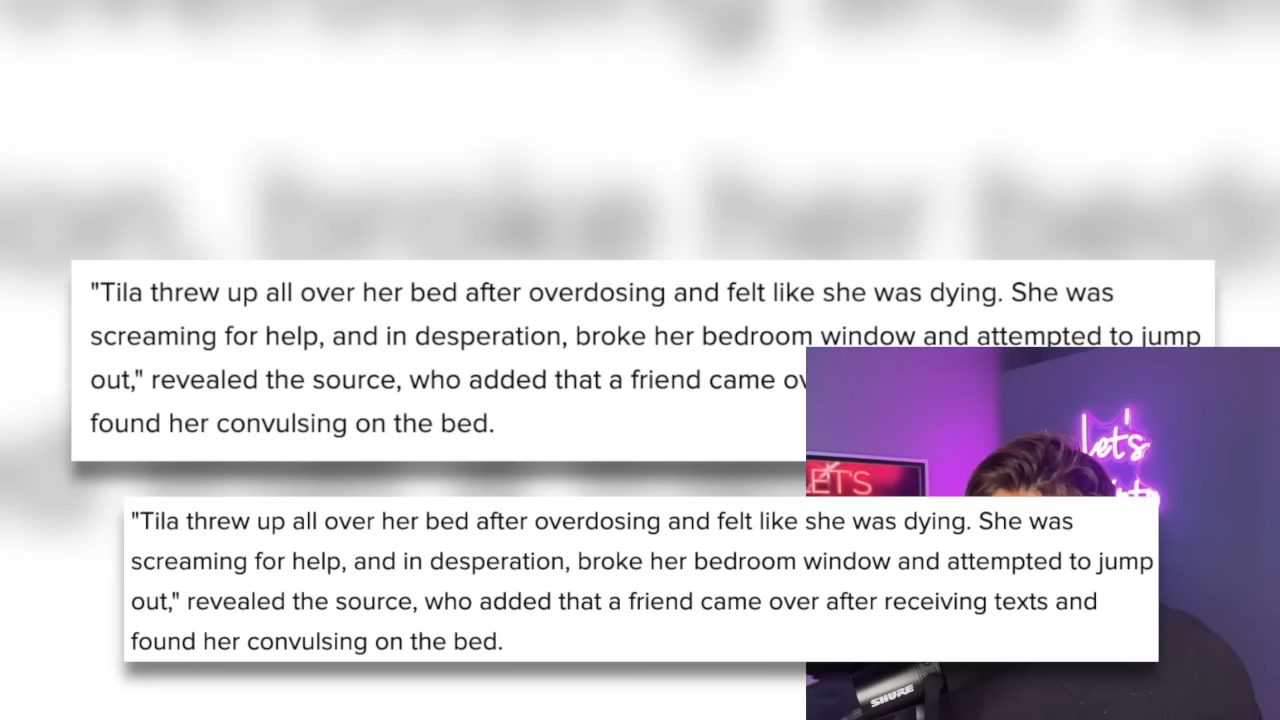 "Tila threw up all over her bed after overdosing and felt like she was dying. She was
screaming for help, and in desperation, broke her bedroom window and attempted to jump
out," revealed the source, who added that a friend came
found her convulsing on the bed.
let's
LET'S
"Tila threw up all over her bed after overdosing and felt like she was dying. She was
screaming for help, and in desperation, broke her bedroom window and attempted to jump
out," revealed the source, who added that a friend came over after receiving texts and
found her convulsing on the bed.
SHURE